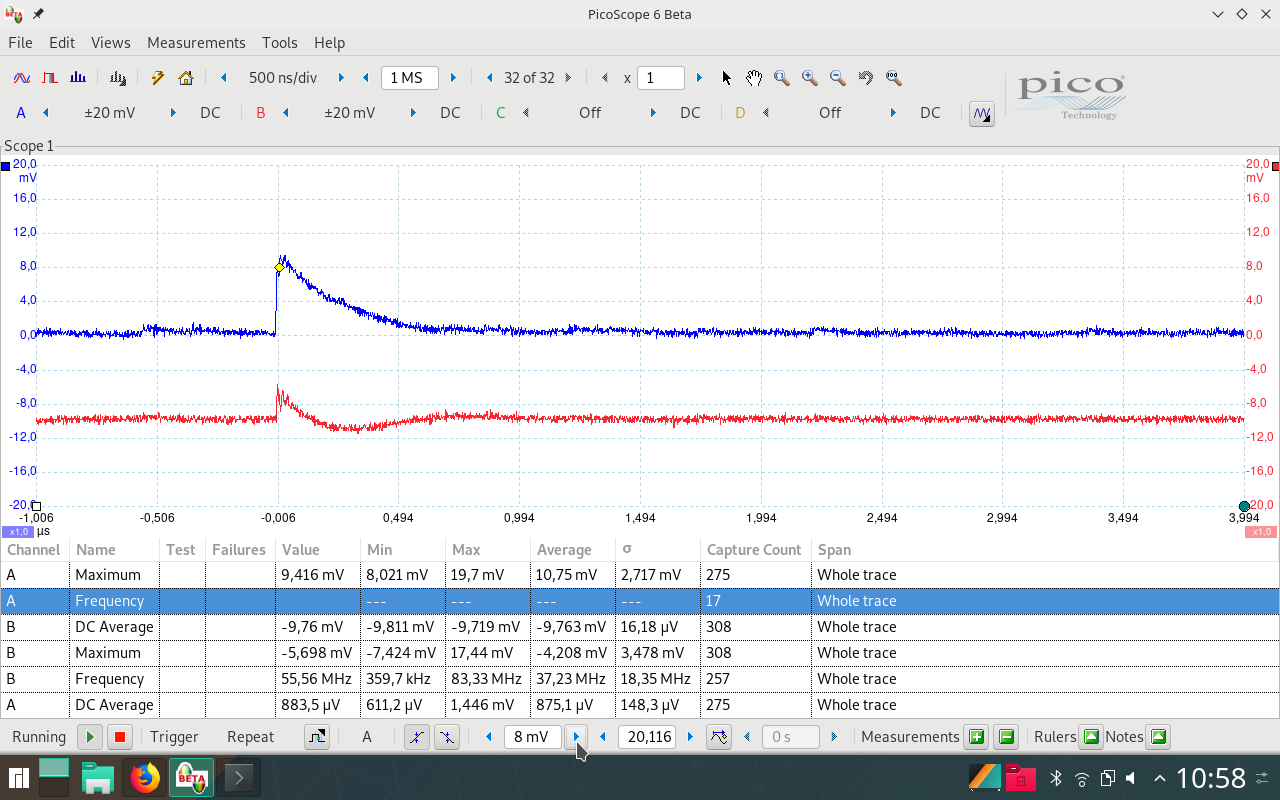 BETA
PicoScope 6 Beta
File Edit Views Measurements Tools Help
500 ns/div 1 MS 32 of 32 x 1
A ±20 mV DC B ±20 mV DC C Off DC D Off DC
pico
Technology
Scope 1
20,0 20,0
mV mV
16,0 16,0
12,0 12,0
8,0 8,0
4,0 4,0
0,0 0,0
-4,0 -4,0
-8,0 -8,0
-12,0 -12,0
-16,0 -16,0
-20,0 -20,0
-1,006 -0,506 -0,006 0,494 0,994 1,494 1,994 2,494 2,994 3,494 3,994
x1,0 µs x1,0
Channel Name Test Failures Value Min Max Average σ Capture Count Span
A Maximum 9,416 mV 8,021 mV 19,7 mV 10,75 mV 2,717 mV 275 Whole trace
A Frequency --- --- --- --- 17 Whole trace
B DC Average -9,76 mV -9,811 mV -9,719 mV -9,763 mV 16,18 µV 308 Whole trace
B Maximum -5,698 mV -7,424 mV 17,44 mV -4,208 mV 3,478 mV 308 Whole trace
B Frequency 55,56 MHz 359,7 kHz 83,33 MHz 37,23 MHz 18,35 MHz 257 Whole trace
A DC Average 883,5 µV 611,2 µV 1,446 mV 875,1 µV 148,3 µV 275 Whole trace
Running Trigger Repeat A 8 mV 20,116 0 s Measurements Rulers Notes
BETA 10:58